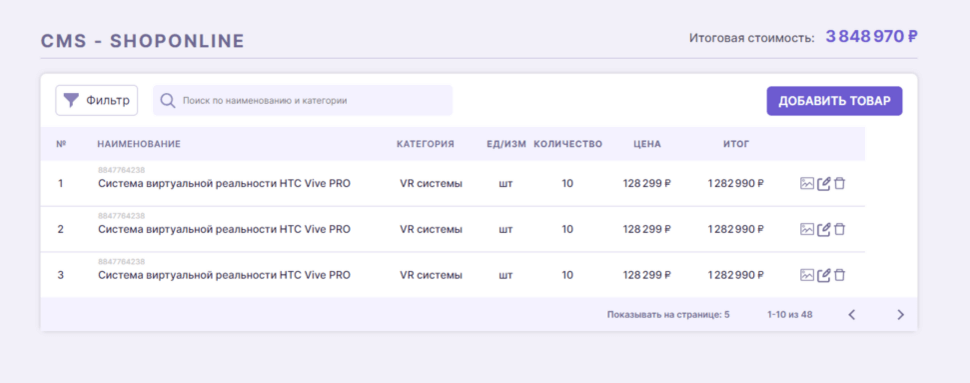 CMS - SHOPONLINE
Итоговая стоимость: 3 848 970 ₽
Фильтр Поиск по наименованию и категории ДОБАВИТЬ ТОВАР
№ НАИМЕНОВАНИЕ КАТЕГОРИЯ ЕД/ИЗМ КОЛИЧЕСТВО ЦЕНА ИТОГ
8847764238
1 Система виртуальной реальности HTC Vive PRO VR системы шт 10 128 299 ₽ 1 282 990 ₽
8847764238
2 Система виртуальной реальности HTC Vive PRO VR системы шт 10 128 299 ₽ 1 282 990 ₽
8847764238
3 Система виртуальной реальности HTC Vive PRO VR системы шт 10 128 299 ₽ 1 282 990 ₽
Показывать на странице: 5 1-10 из 48